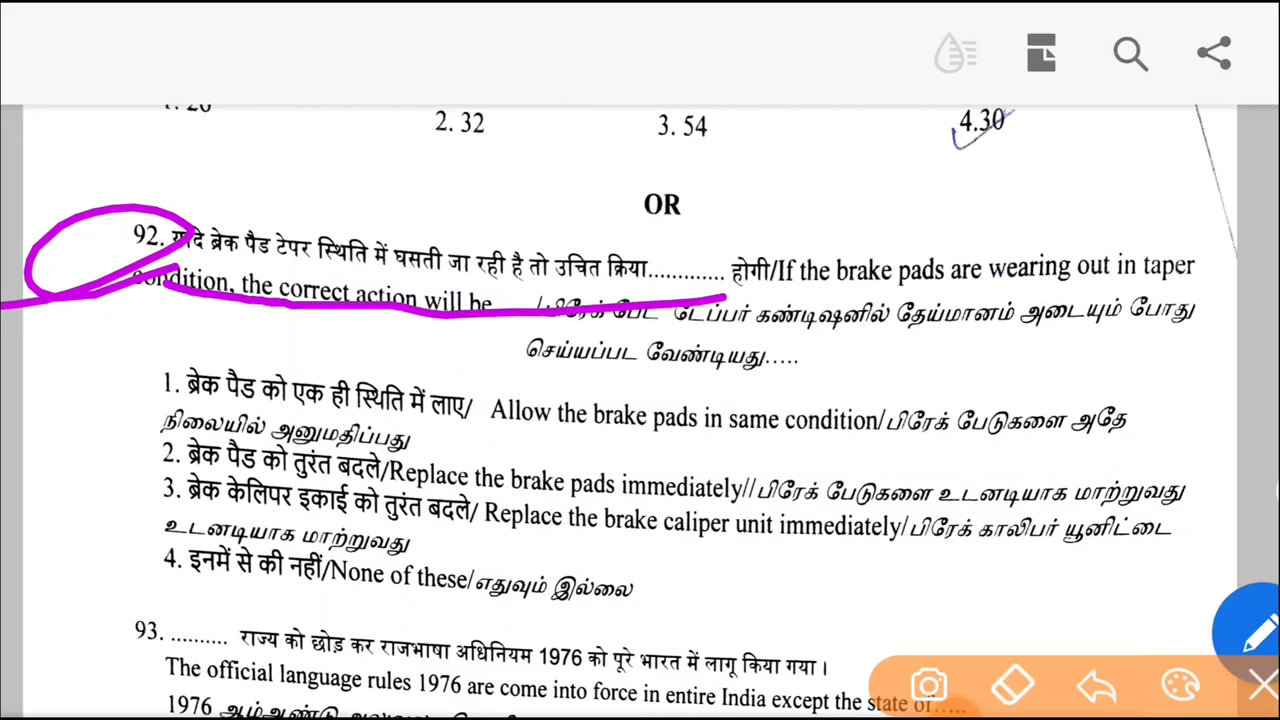 2. 32 3. 54 4.30
OR
92. यदि ब्रेक पैड टेपर स्थिति में घसती जा रही है तो उचित क्रिया............. होगी/If the brake pads are wearing out in taper
condition, the correct action will be /பிரேக் பேட் டேப்பர் கண்டிஷனில் தேய்மானம் அடையும் போது
செய்யப்பட வேண்டியது.....
1. ब्रेक पैड को एक ही स्थिति में लाए/ Allow the brake pads in same condition/பிரேக் பேடுகளை அதே
நிலையில் அனுமதிப்பது
2. ब्रेक पैड को तुरंत बदले/Replace the brake pads immediately//பிரேக் பேடுகளை உடனடியாக மாற்றுவது
3. ब्रेक केलिपर इकाई को तुरंत बदले/ Replace the brake caliper unit immediately/பிரேக் காலிபர் யூனிட்டை
உடனடியாக மாற்றுவது
4. इनमें से की नहीं/None of these/எதுவும் இல்லை
93. .......... राज्य को छोड़ कर राजभाषा अधिनियम 1976 को पूरे भारत में लागू किया गया ।
The official language rules 1976 are come into force in entire India except the state of.....
1976